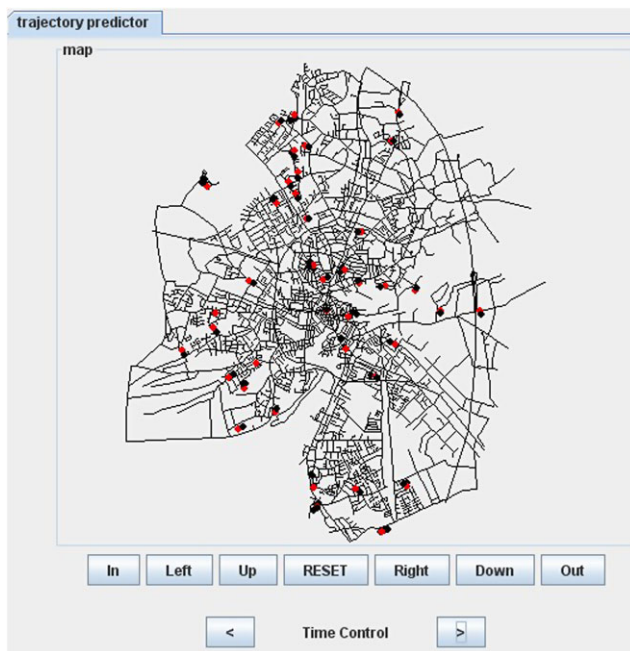 trajectory predictor
map
In Left Up RESET Right Down Out
< Time Control >